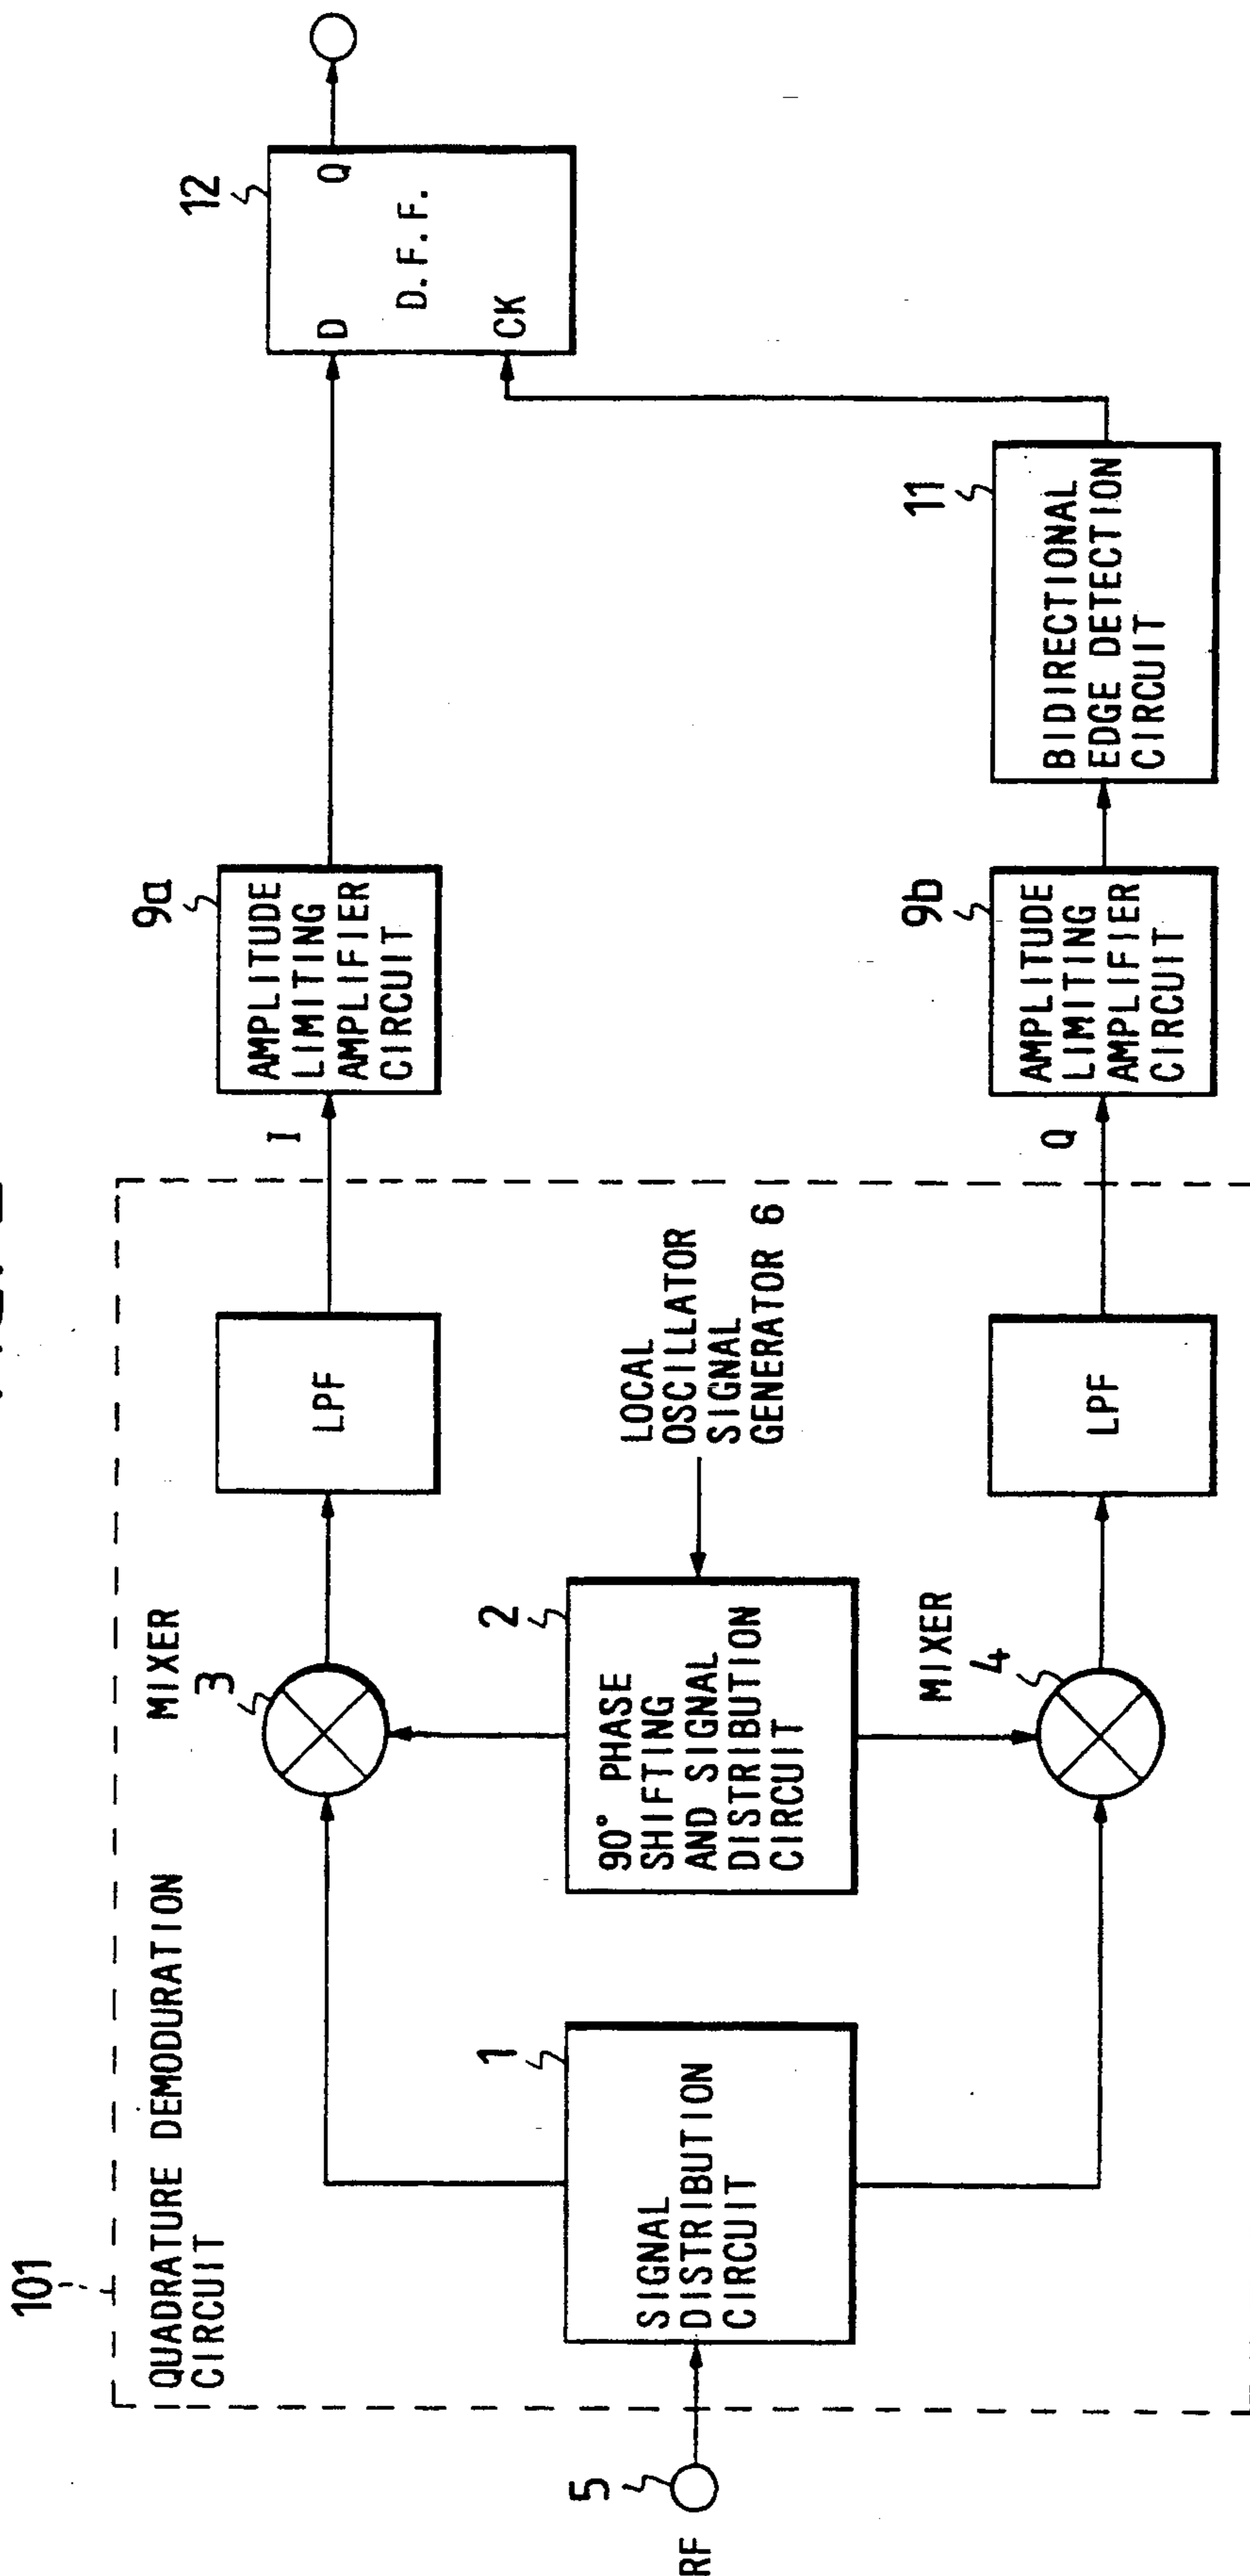 101
QUADRATURE DEMODURATION
CIRCUIT
RF
5
SIGNAL
DISTRIBUTION
CIRCUIT
1
90° PHASE
SHIFTING
AND SIGNAL
DISTRIBUTION
CIRCUIT
2
MIXER
3
MIXER
4
LOCAL
OSCILLATOR
SIGNAL
GENERATOR 6
LPF
LPF
I
Q
9a
AMPLITUDE
LIMITING
AMPLIFIER
CIRCUIT
9b
AMPLITUDE
LIMITING
AMPLIFIER
CIRCUIT
11
BIDIRECTIONAL
EDGE DETECTION
CIRCUIT
12
D
Q
D.F.F.
CK